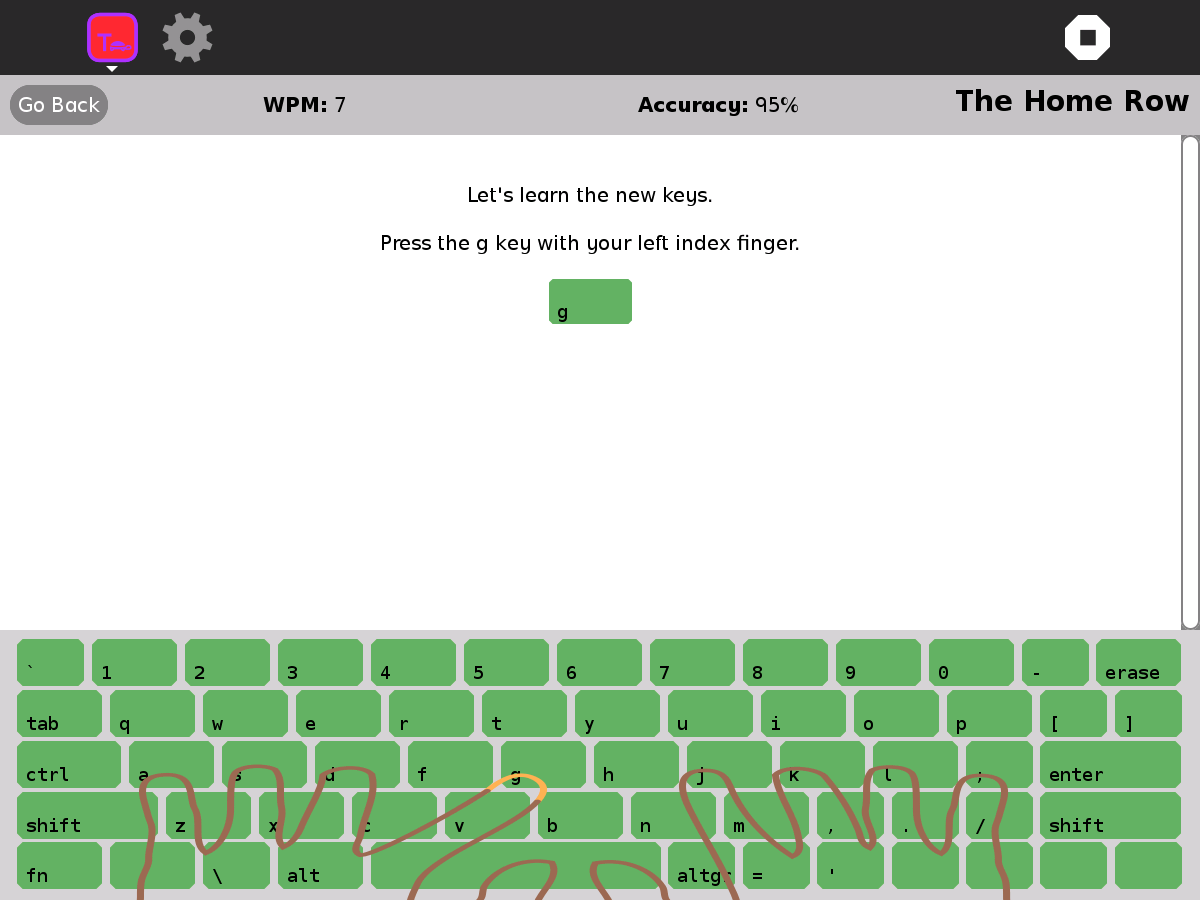 Go Back WPM: 7 Accuracy: 95% The Home Row
Let's learn the new keys.
Press the g key with your left index finger.
g
` 1 2 3 4 5 6 7 8 9 0 - erase
tab q w e r t y u i o p [ ]
ctrl a s d f g h j k l ; enter
shift z x c v b n m , . / shift
fn \ alt altgr = '